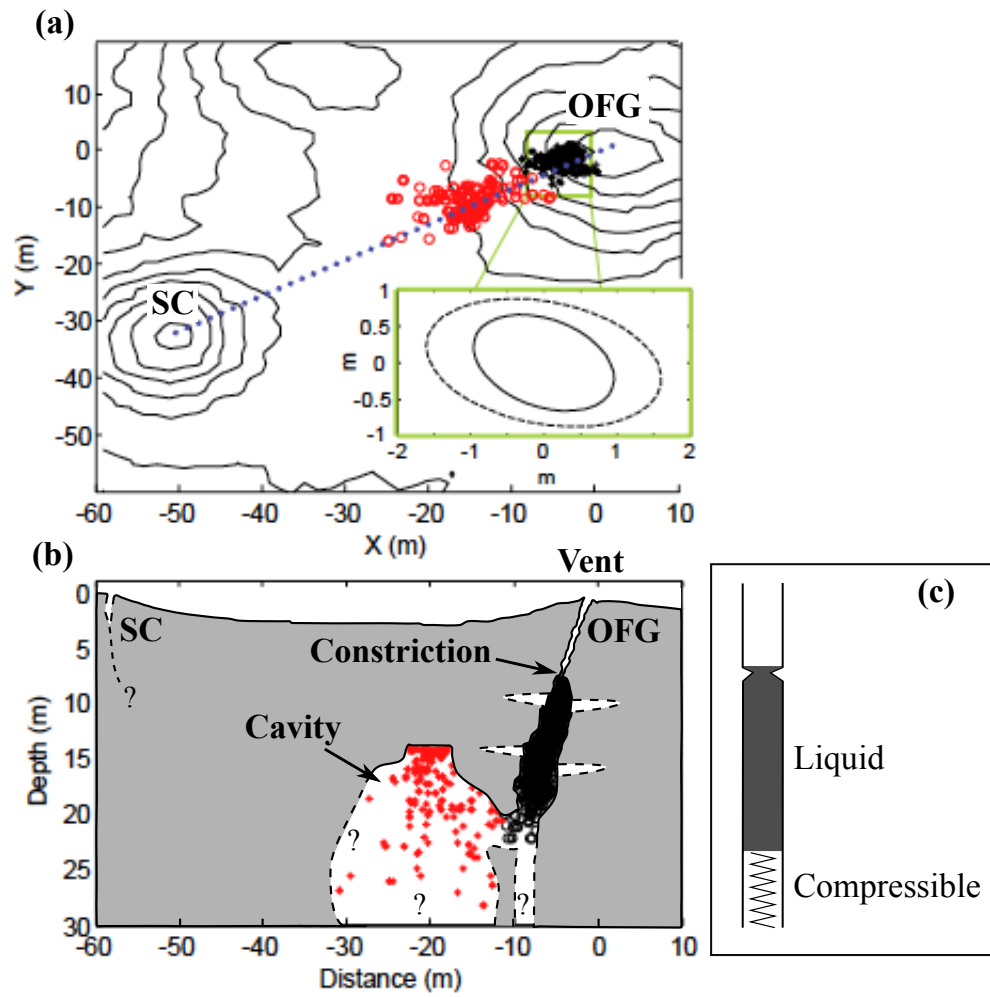 (a)
OFG
SC
10
0
-10
-20
-30
-40
-50
Y (m)
1
0.5
0
-0.5
-1
m
-2
-1
0
1
2
m
-60
-50
-40
-30
-20
-10
0
10
X (m)
(b)
Vent
(c)
0
5
10
15
20
25
30
Depth (m)
SC
OFG
Constriction
Cavity
?
?
?
?
-60
-50
-40
-30
-20
-10
0
10
Distance (m)
Liquid
Compressible